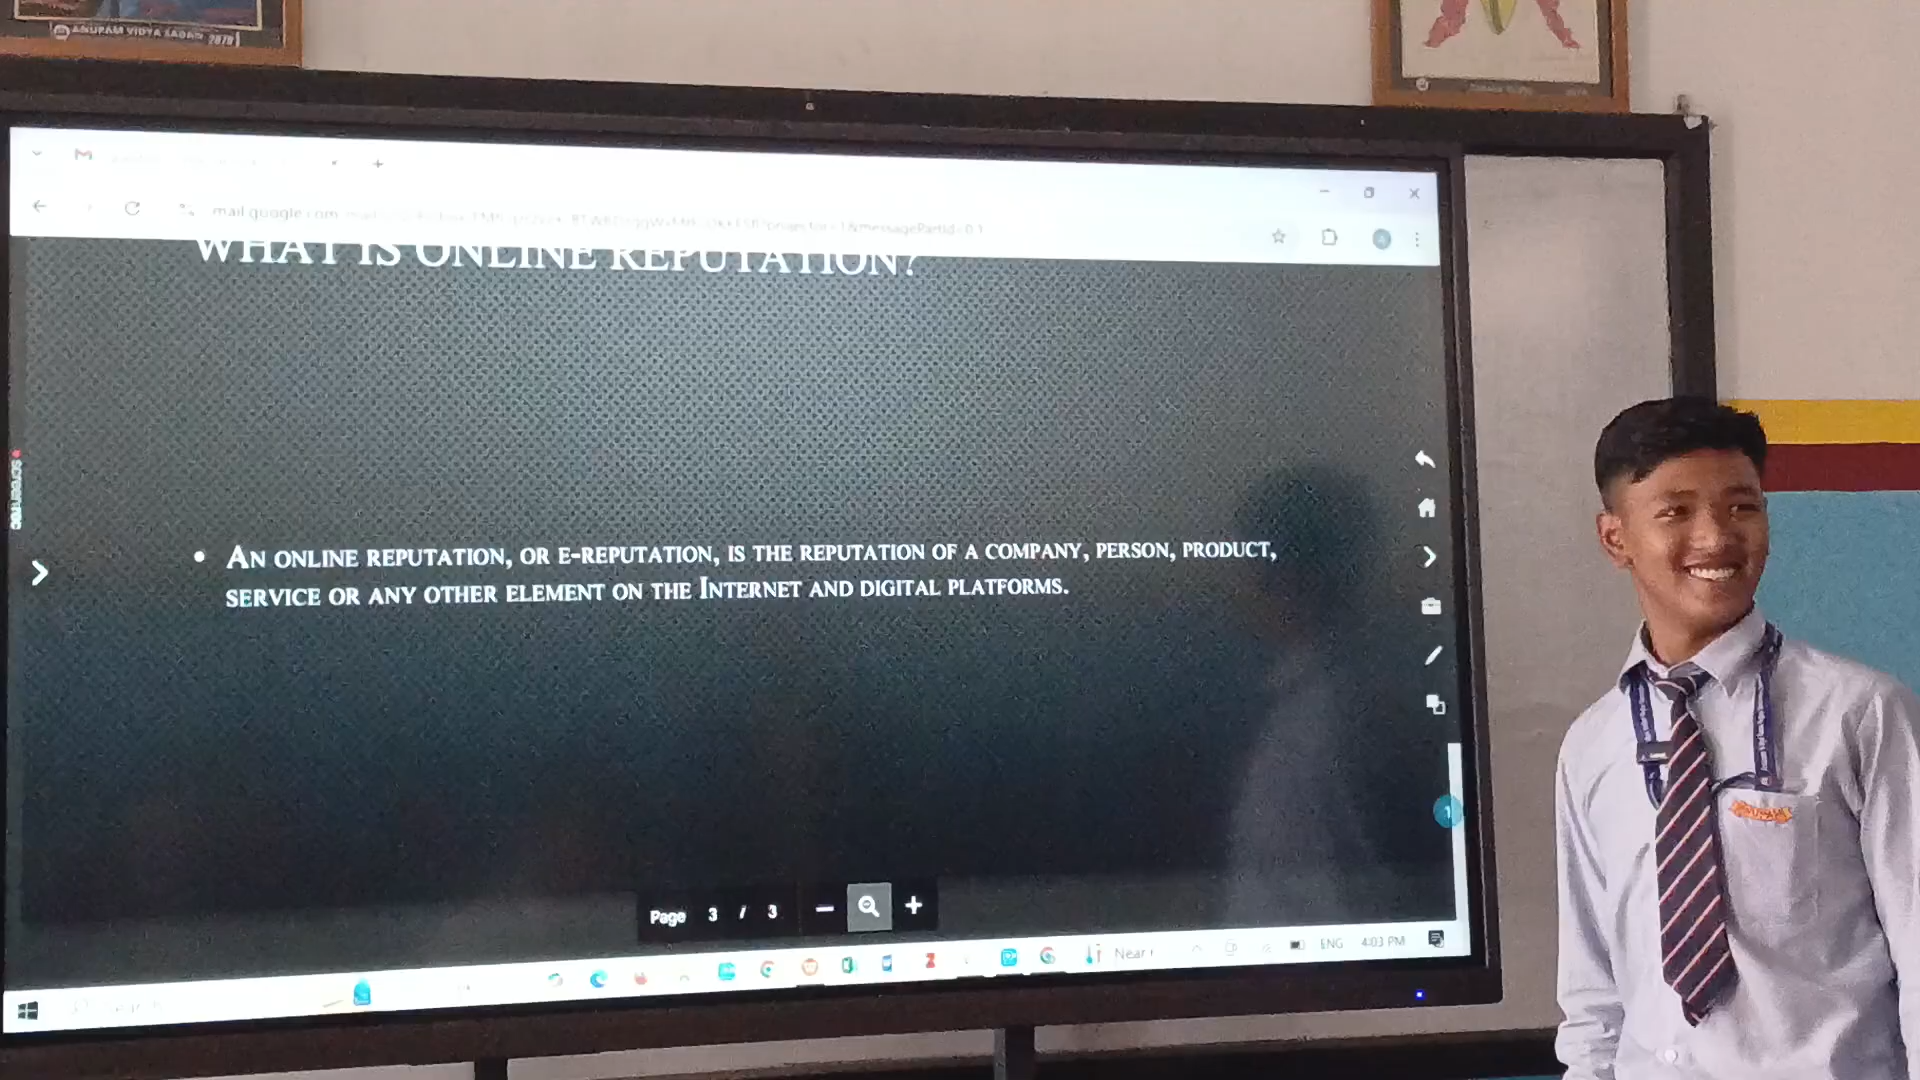 ANUPAM VIDYA SADAN 2079
mail.google.com
WHAT IS ONLINE REPUTATION?
• AN ONLINE REPUTATION, OR E-REPUTATION, IS THE REPUTATION OF A COMPANY, PERSON, PRODUCT,
SERVICE OR ANY OTHER ELEMENT ON THE INTERNET AND DIGITAL PLATFORMS.
Page 3 / 3
ENG 4:03 PM